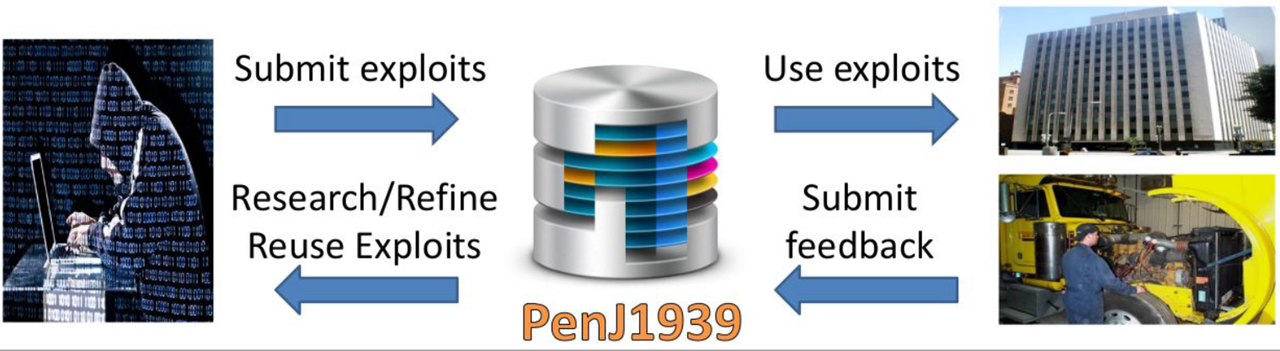 Submit exploits
Use exploits
Research/Refine
Reuse Exploits
Submit
feedback
PenJ1939